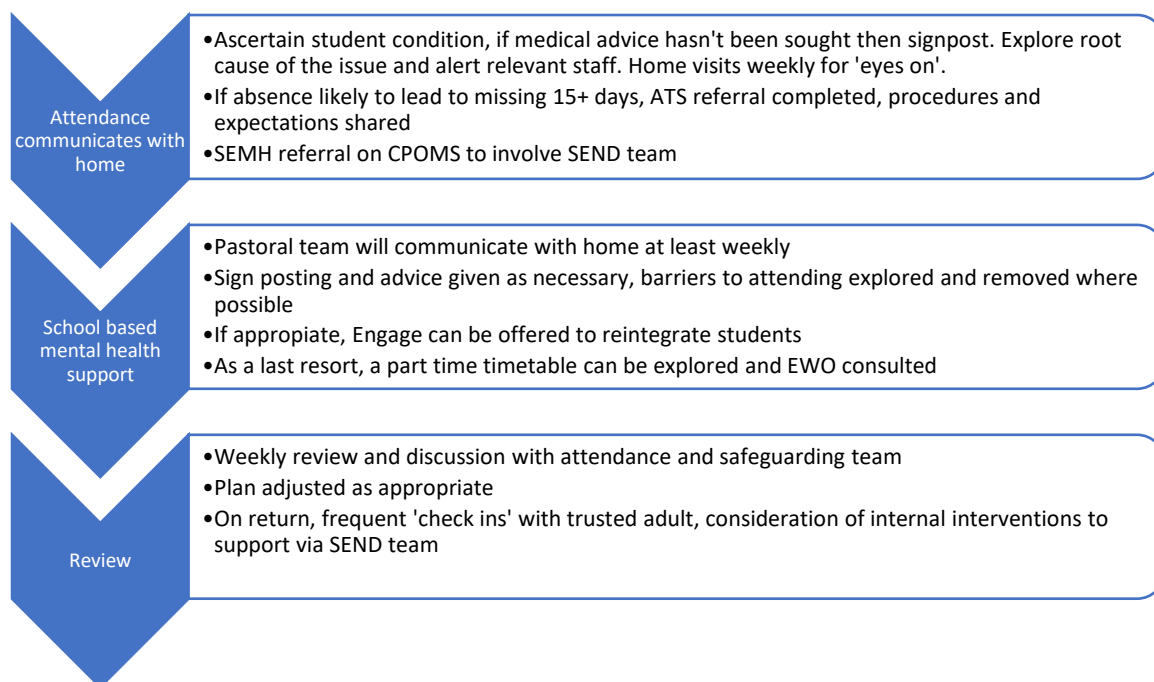 Attendance
communicates with
home
•Ascertain student condition, if medical advice hasn't been sought then signpost. Explore root
cause of the issue and alert relevant staff. Home visits weekly for 'eyes on'.
•If absence likely to lead to missing 15+ days, ATS referral completed, procedures and
expectations shared
•SEMH referral on CPOMS to involve SEND team
School based
mental health
support
•Pastoral team will communicate with home at least weekly
•Sign posting and advice given as necessary, barriers to attending explored and removed where
possible
•If appropiate, Engage can be offered to reintegrate students
•As a last resort, a part time timetable can be explored and EWO consulted
Review
•Weekly review and discussion with attendance and safeguarding team
•Plan adjusted as appropriate
•On return, frequent 'check ins' with trusted adult, consideration of internal interventions to
support via SEND team